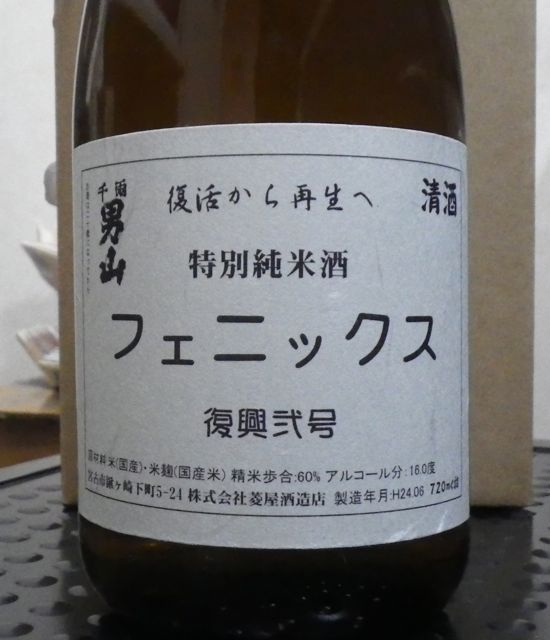 千兩
男山
復活から再生へ
清酒
特別純米酒
フェニックス
復興弐号
原材料米(国産)・米麹(国産米) 精米歩合:60% アルコール分:16.0度
宮古市鍬ヶ崎下町5-24 株式会社菱屋酒造店 製造年月:H24.06 720ml詰